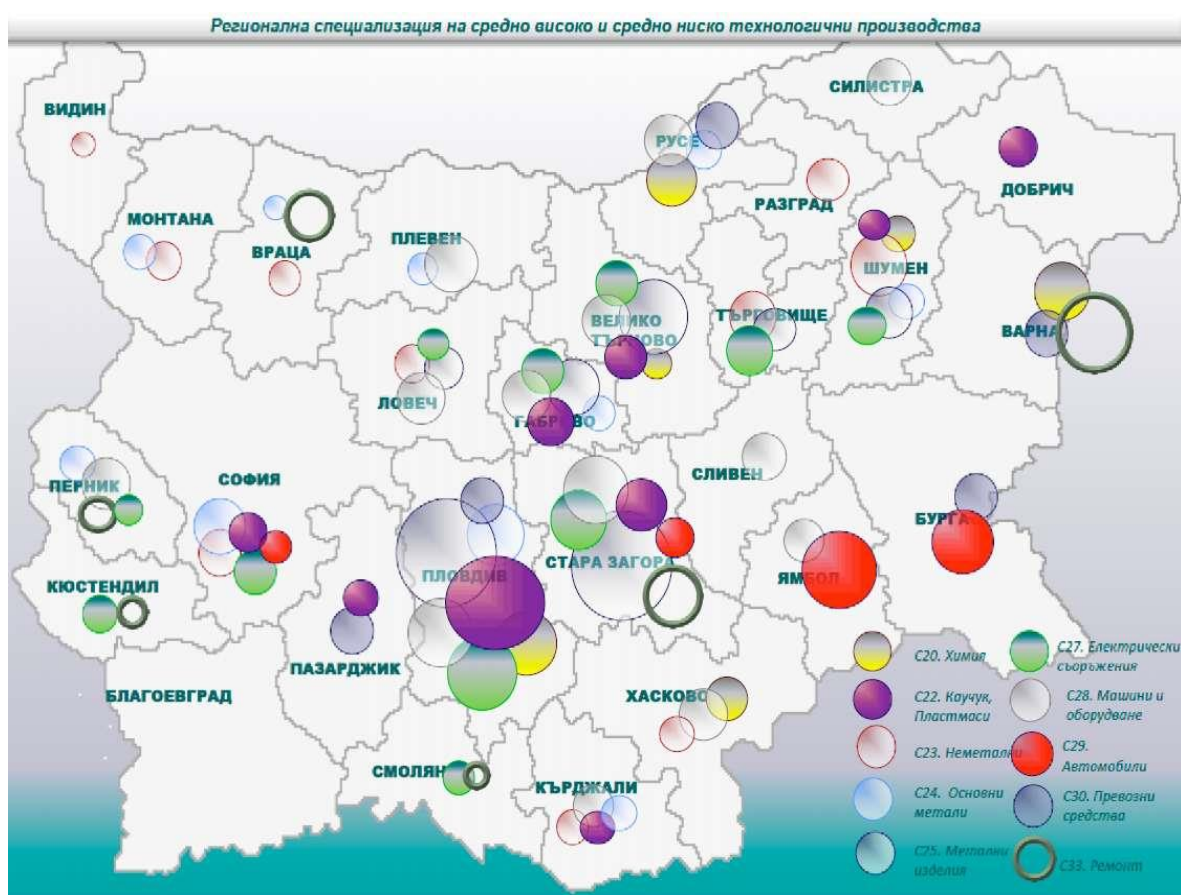 Регионална специализация на средно високо и средно ниско технологични производства
СИЛИСТРА
ВИДИН
РУСЕ
ДОБРИЧ
РАЗГРАД
МОНТАНА
ПЛЕВЕН
ВРАЦА
ШУМЕН
ВЕЛИКО
ТЪРНОВО
ТЪРГОВИЩЕ
ВАРНА
ЛОВЕЧ
ГАБРОВО
СЛИВЕН
ПЕРНИК
СОФИЯ
БУРГА
СТАРА ЗАГОРА
ПЛОВДИВ
ЯМБОЛ
КЮСТЕНДИЛ
ПАЗАРДЖИК
БЛАГОЕВГРАД
ХАСКОВО
СМОЛЯН
КЪРДЖАЛИ
C20. Химия
C22. Каучук,
Пластмаси
C23. Неметални
C24. Основни
метали
C25. Метални
изделия
C27. Електрически
съоръжения
C28. Машини и
оборудване
C29.
Автомобили
C30. Превозни
средства
C33. Ремонт